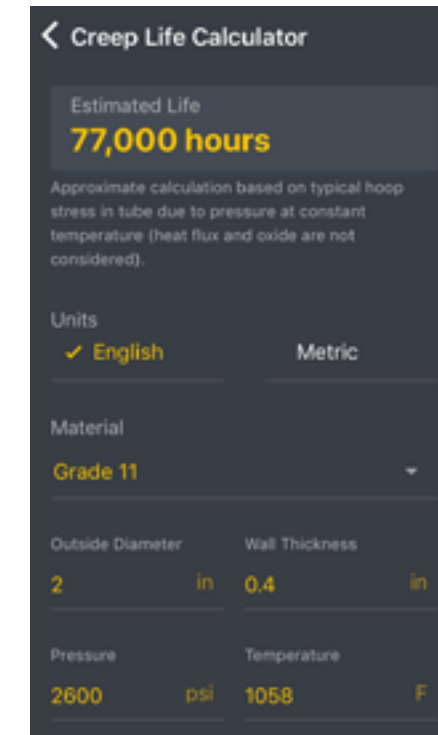 Creep Life Calculator
Estimated Life
77,000 hours
Approximate calculation based on typical hoop
stress in tube due to pressure at constant
temperature (heat flux and oxide are not
considered).
Units
English Metric
Material
Grade 11
Outside Diameter Wall Thickness
2 in 0.4 in
Pressure Temperature
2600 psi 1058 F